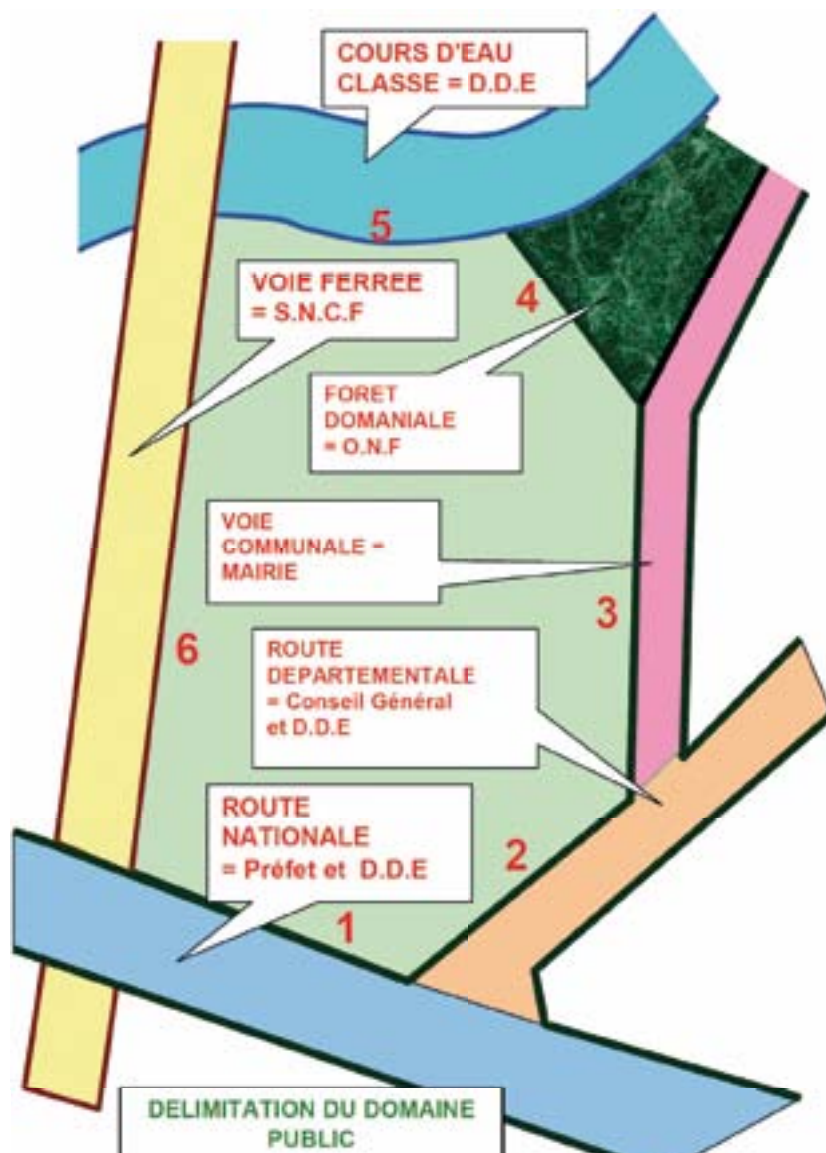 COURS D'EAU
CLASSE = D.D.E
5
VOIE FERREE
= S.N.C.F
4
FORET
DOMANIALE
= O.N.F
VOIE
COMMUNALE –
MAIRIE
3
6
ROUTE
DEPARTEMENTALE
= Conseil Général
et D.D.E
ROUTE
NATIONALE
= Préfet et D.D.E
2
1
DELIMITATION DU DOMAINE
PUBLIC